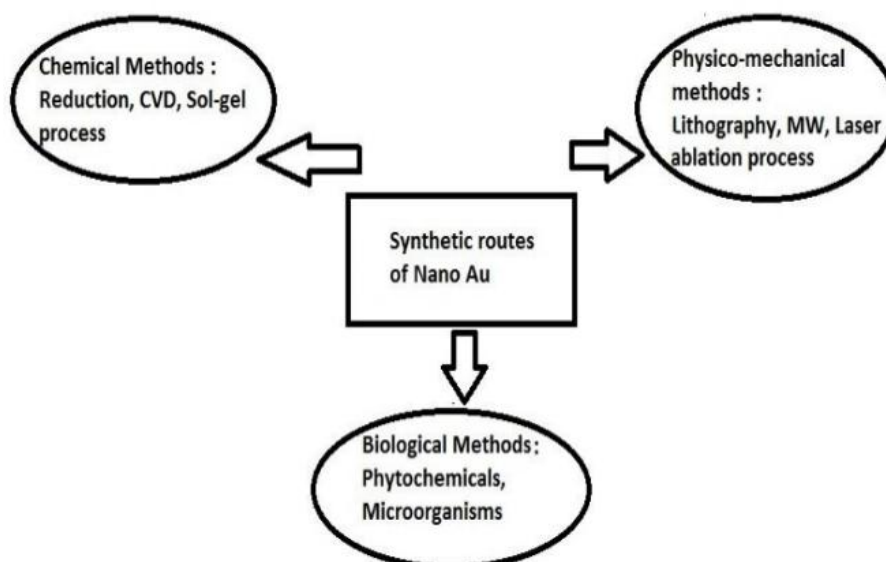 Chemical Methods :
Reduction, CVD, Sol-gel
process
Physico-mechanical
methods :
Lithography, MW, Laser
ablation process
Synthetic routes
of Nano Au
Biological Methods:
Phytochemicals,
Microorganisms